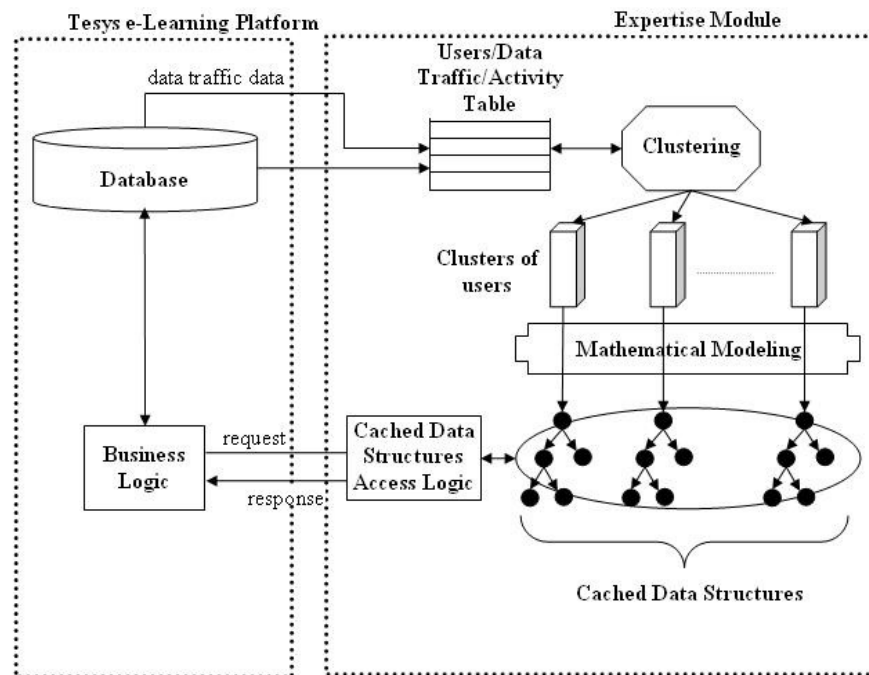 Tesys e-Learning Platform
Expertise Module
Users/Data
Traffic/Activity
Table
data traffic data
Database
Clustering
Clusters of
users
Mathematical Modeling
Business
Logic
request
response
Cached Data
Structures
Access Logic
Cached Data Structures